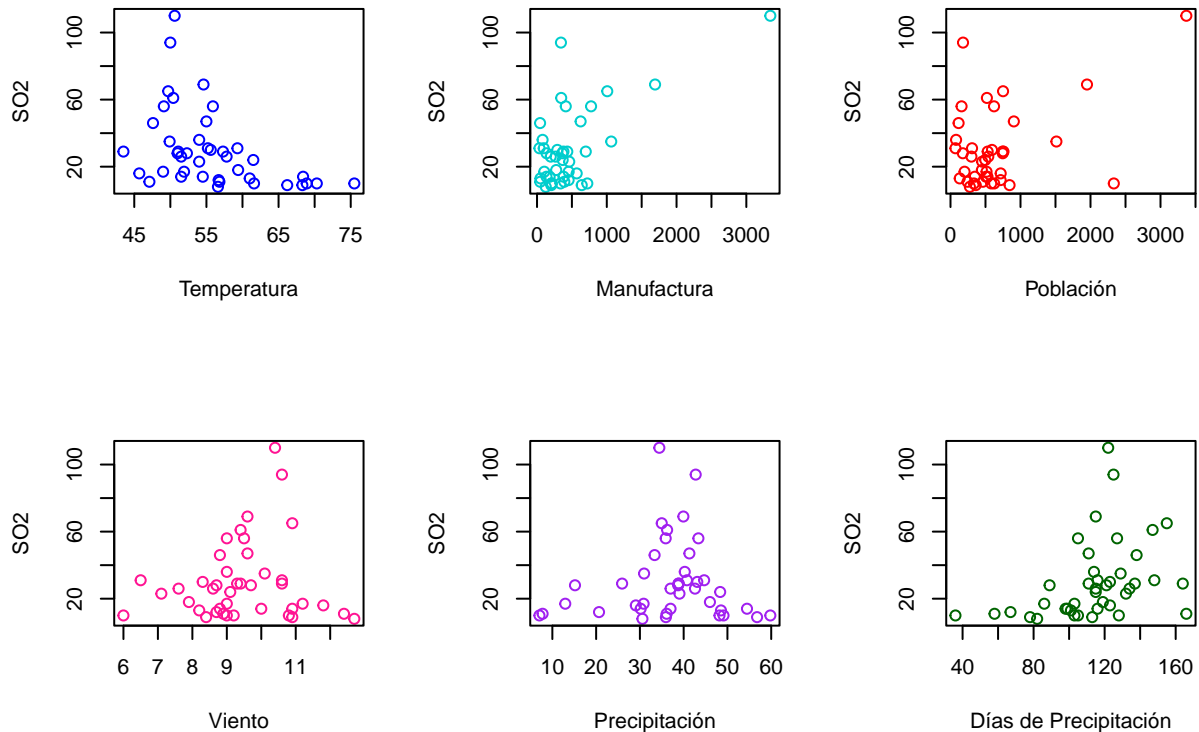 SO2
20 60 100
45 55 65 75
Temperatura
SO2
20 60 100
0 1000 2000 3000
Manufactura
SO2
20 60 100
0 1000 2000 3000
Población
SO2
20 60 100
6 7 8 9 11
Viento
SO2
20 60 100
10 20 30 40 50 60
Precipitación
SO2
20 60 100
40 80 120 160
Días de Precipitación